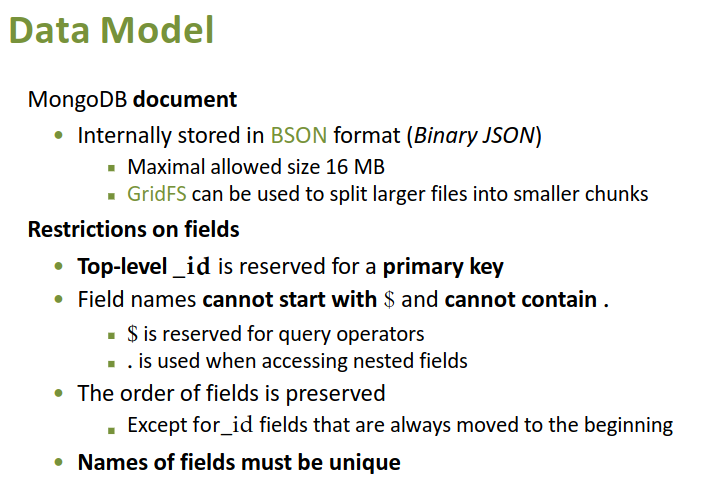 Data Model
MongoDB document
• Internally stored in BSON format (Binary JSON)
▪ Maximal allowed size 16 MB
▪ GridFS can be used to split larger files into smaller chunks
Restrictions on fields
• Top-level _id is reserved for a primary key
• Field names cannot start with $ and cannot contain .
▪ $ is reserved for query operators
▪ . is used when accessing nested fields
• The order of fields is preserved
▪ Except for _id fields that are always moved to the beginning
• Names of fields must be unique